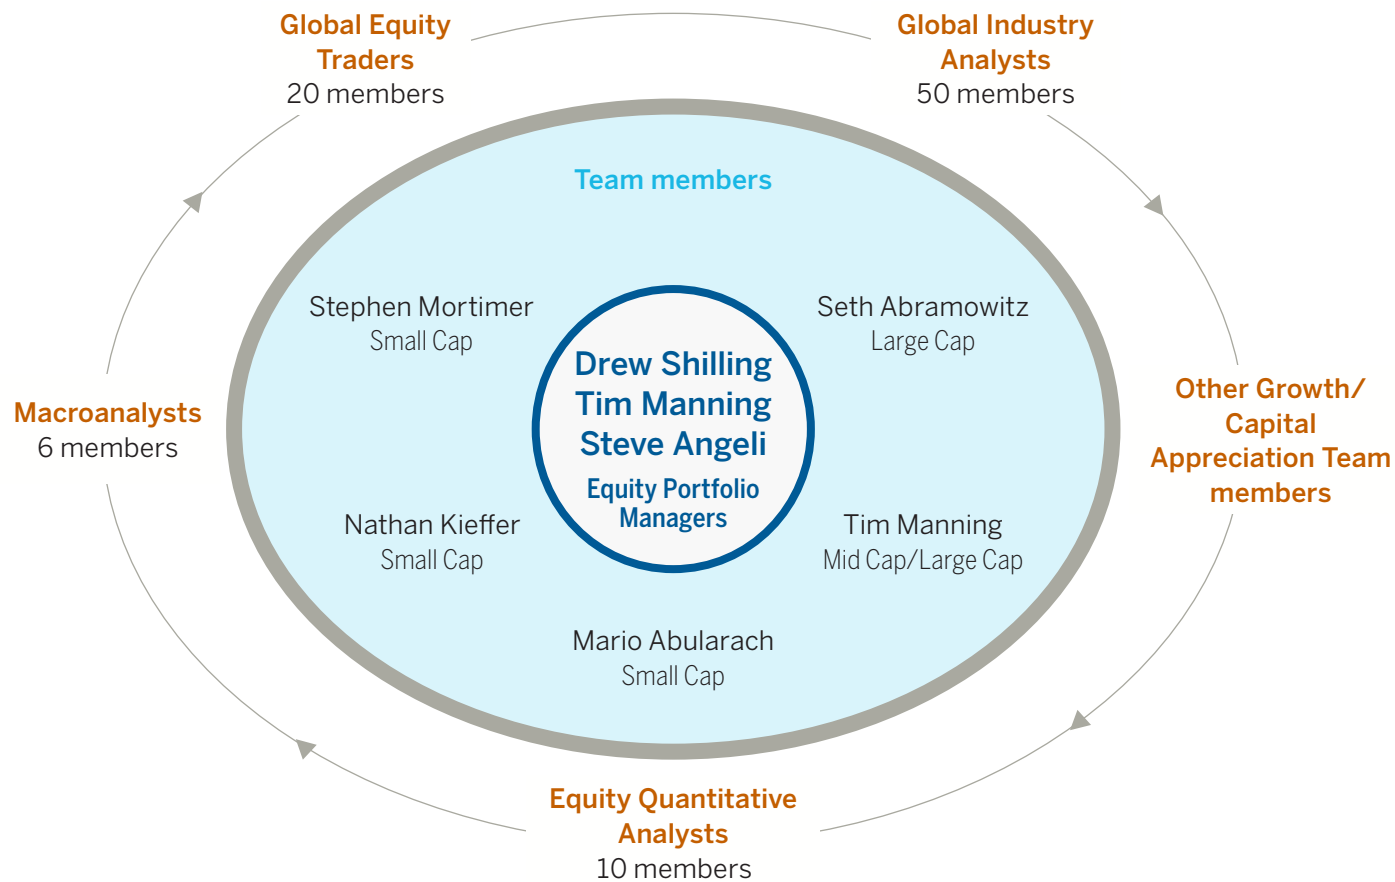 Global Equity
Traders
20 members
Global Industry
Analysts
50 members
Team members
Stephen Mortimer
Small Cap
Seth Abramowitz
Large Cap
Drew Shilling
Tim Manning
Steve Angeli
Equity Portfolio
Managers
Macroanalysts
6 members
Other Growth/
Capital
Appreciation Team
members
Nathan Kieffer
Small Cap
Tim Manning
Mid Cap/Large Cap
Mario Abularach
Small Cap
Equity Quantitative
Analysts
10 members